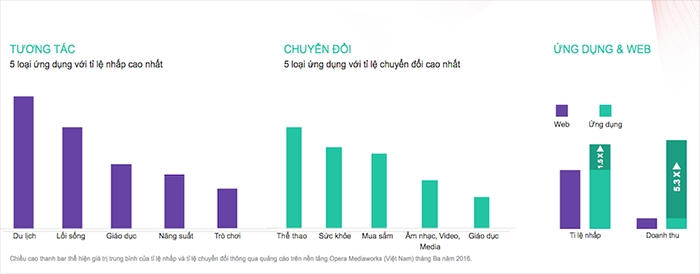 TƯƠNG TÁC
5 loại ứng dụng với tỉ lệ nhấp cao nhất
Du lịch
Lối sống
Giáo dục
Năng suất
Trò chơi
CHUYỂN ĐỔI
5 loại ứng dụng với tỉ lệ chuyển đổi cao nhất
Thể thao
Sức khỏe
Mua sắm
Âm nhạc, Video,
Media
Giáo dục
ỨNG DỤNG & WEB
Web
Ứng dụng
1.5 X
5.3 X
Tỉ lệ nhấp
Doanh thu
Chiều cao thanh bar thể hiện giá trị trung bình của tỉ lệ nhấp và tỉ lệ chuyển đổi thông qua quảng cáo trên nền tảng Opera Mediaworks (Việt Nam) tháng Ba năm 2016.